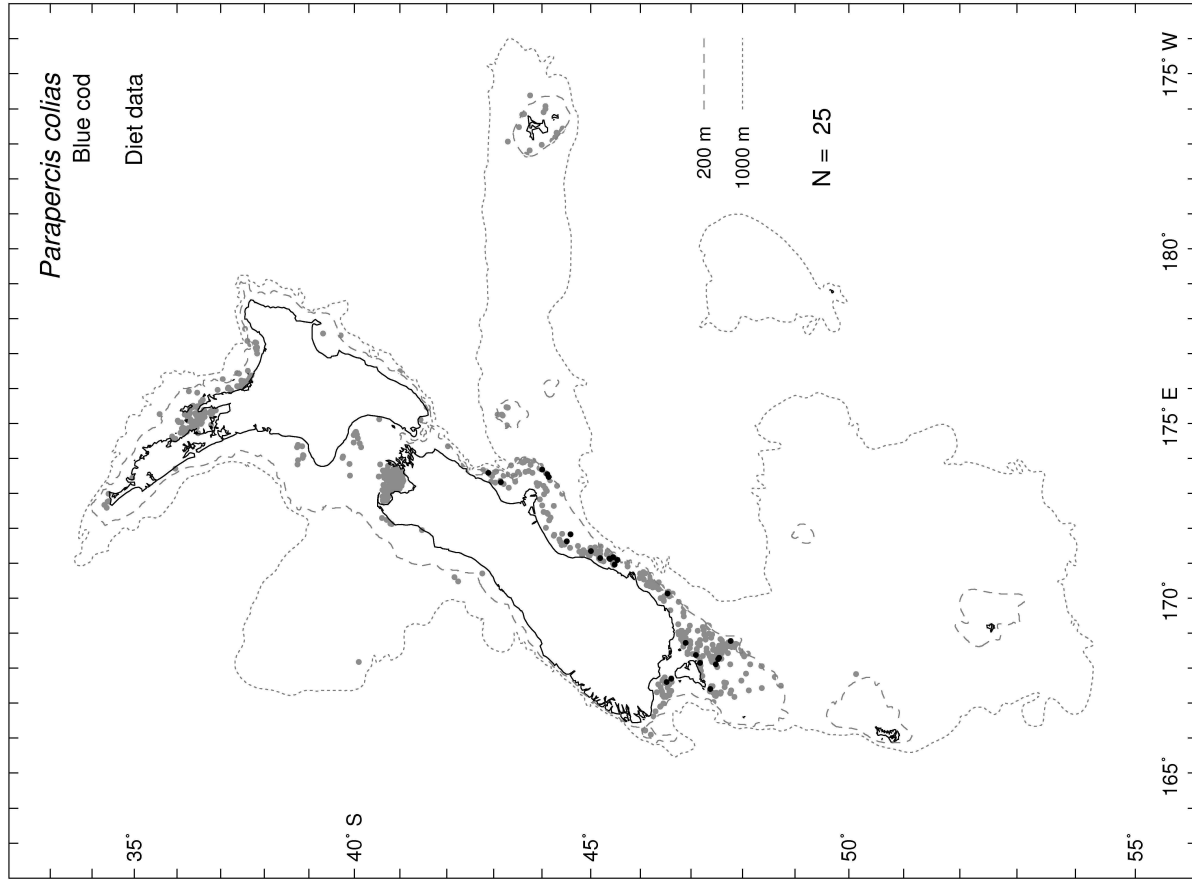 Parapercis colias
Blue cod
Diet data
200 m
1000 m
N = 25
35°
40° S
45°
50°
55°
165°
170°
175° E
180°
175° W